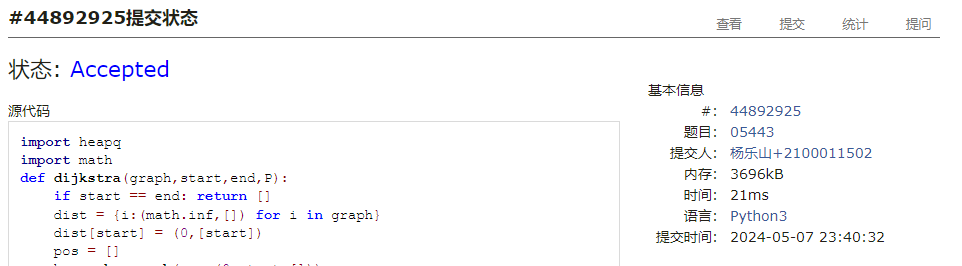 #44892925提交状态
查看 提交 统计 提问
状态: Accepted
源代码
import heapq
import math
def dijkstra(graph,start,end,P):
    if start == end: return []
    dist = {i:(math.inf,[]) for i in graph}
    dist[start] = (0,[start])
    pos = []
基本信息
#: 44892925
题目: 05443
提交人: 杨乐山+2100011502
内存: 3696kB
时间: 21ms
语言: Python3
提交时间: 2024-05-07 23:40:32